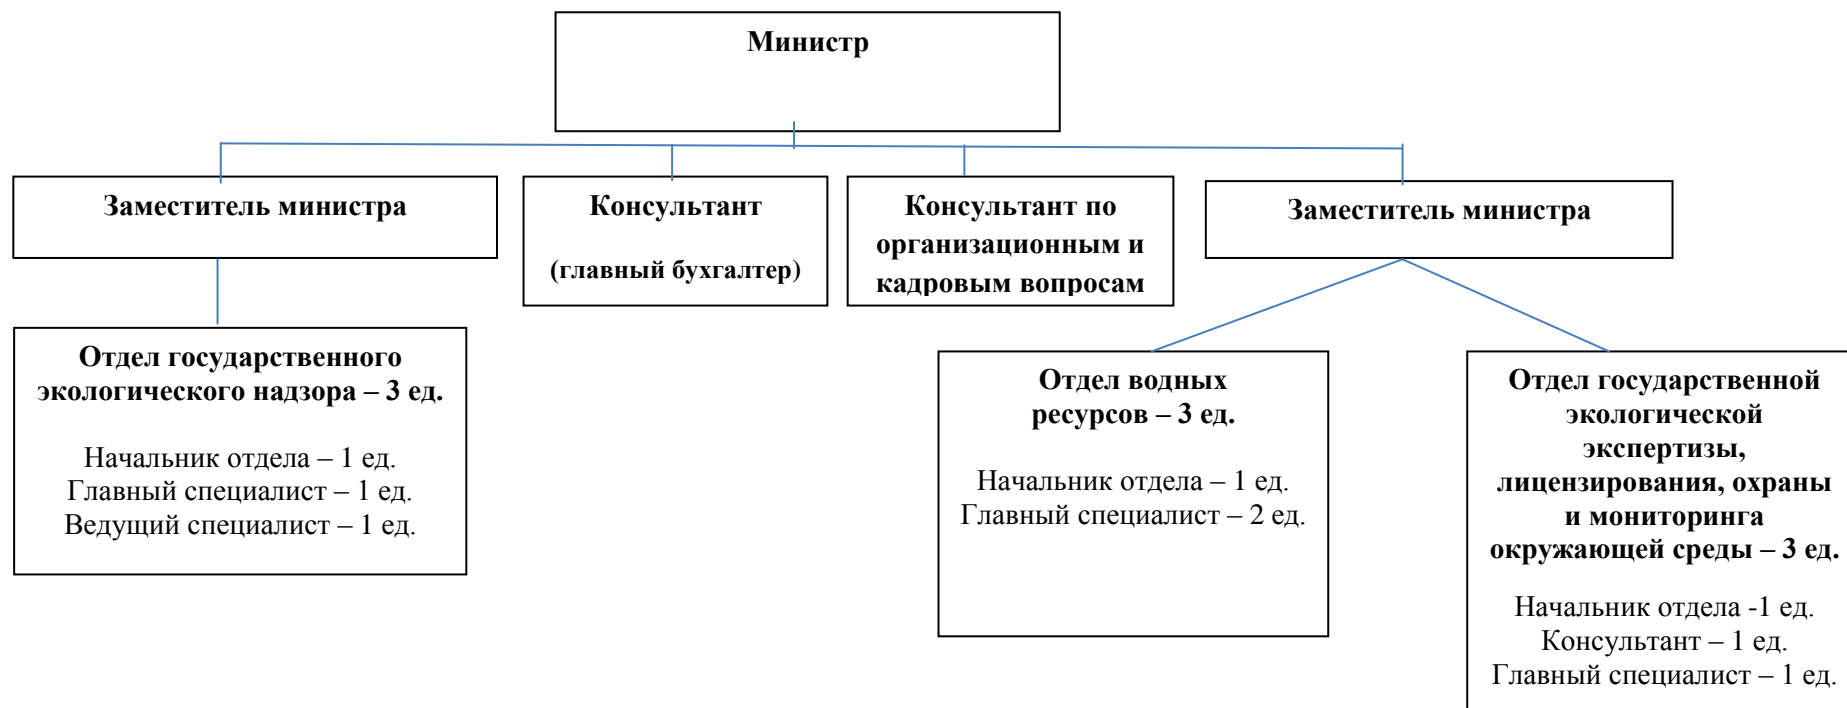 Министр
Заместитель министра
Консультант
(главный бухгалтер)
Консультант по
организационным и
кадровым вопросам
Заместитель министра
Отдел государственного
экологического надзора – 3 ед.
Начальник отдела – 1 ед.
Главный специалист – 1 ед.
Ведущий специалист – 1 ед.
Отдел водных
ресурсов – 3 ед.
Начальник отдела – 1 ед.
Главный специалист – 2 ед.
Отдел государственной
экологической
экспертизы,
лицензирования, охраны
и мониторинга
окружающей среды – 3 ед.
Начальник отдела -1 ед.
Консультант – 1 ед.
Главный специалист – 1 ед.